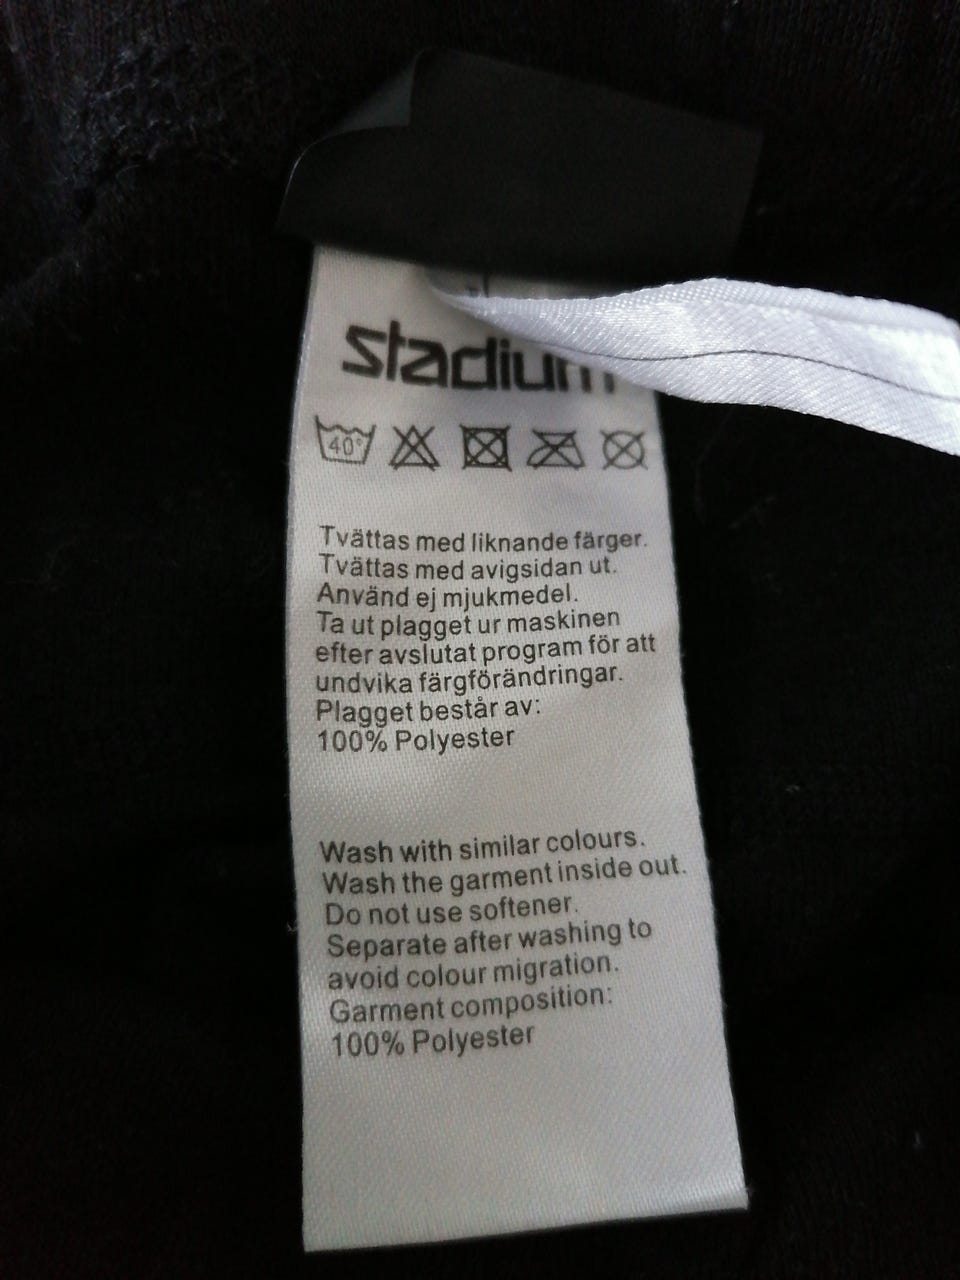 stadium
40°
Tvättas med liknande färger.
Tvättas med avigsidan ut.
Använd ej mjukmedel.
Ta ut plagget ur maskinen
efter avslutat program för att
undvika färgförändringar.
Plagget består av:
100% Polyester
Wash with similar colours.
Wash the garment inside out.
Do not use softener.
Separate after washing to
avoid colour migration.
Garment composition:
100% Polyester